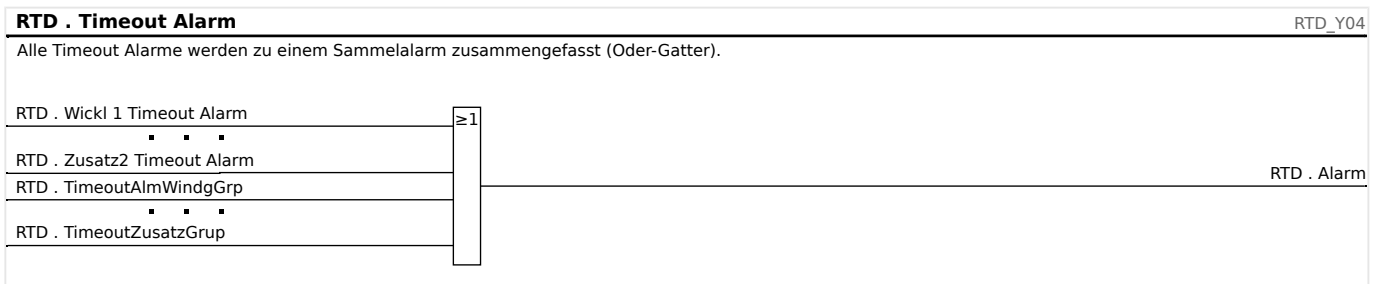 RTD . Timeout Alarm
RTD_Y04
Alle Timeout Alarme werden zu einem Sammelalarm zusammengefasst (Oder-Gatter).
RTD . Wickl 1 Timeout Alarm
≥1
RTD . Zusatz2 Timeout Alarm
RTD . Alarm
RTD . TimeoutAlmWindgGrp
RTD . TimeoutZusatzGrup